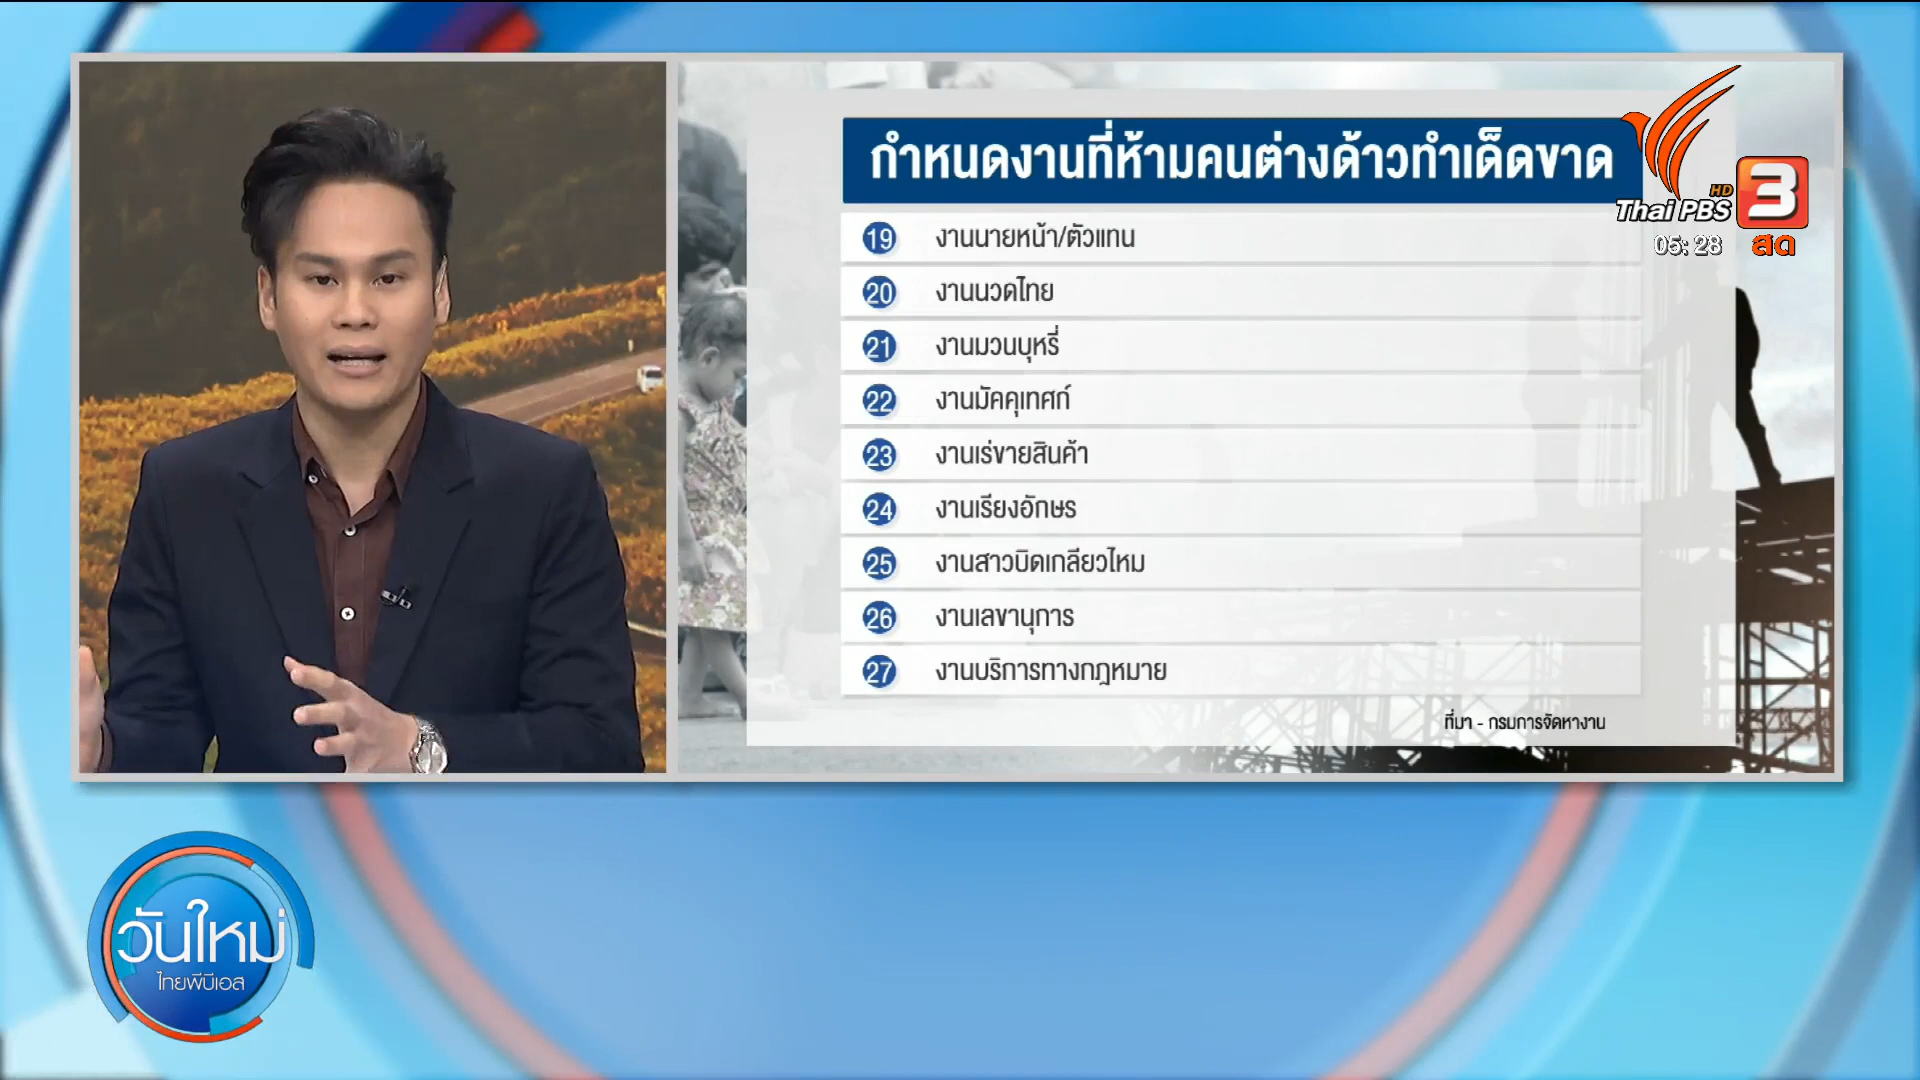 กำหนดงานที่ห้ามคนต่างด้าวทำเด็ดขาด
19 งานนายหน้า/ตัวแทน
20 งานนวดไทย
21 งานมวนบุหรี่
22 งานมัคคุเทศก์
23 งานเร่ขายสินค้า
24 งานเรียงอักษร
25 งานสาวบิดเกลียวไหม
26 งานเลขานุการ
27 งานบริการทางกฎหมาย
ที่มา - กรมการจัดหางาน
HD
Thai PBS 3
05:28 สด
วันใหม่
ไทยพีบีเอส